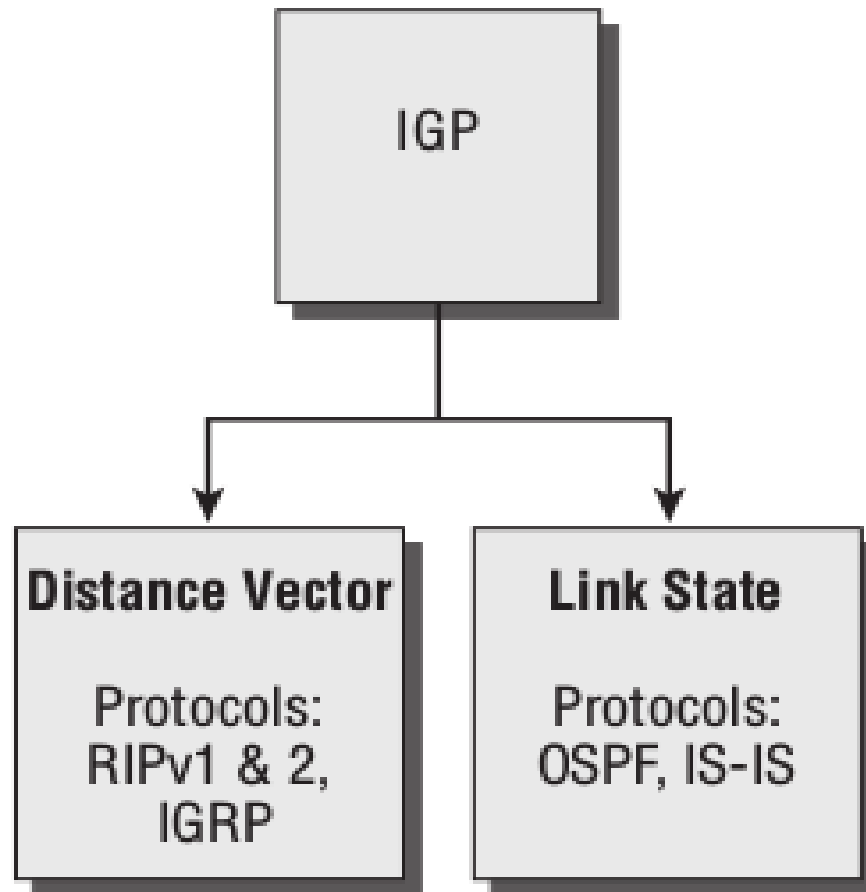 IGP
Distance Vector
Protocols:
RIPv1 & 2,
IGRP
Link State
Protocols:
OSPF, IS-IS